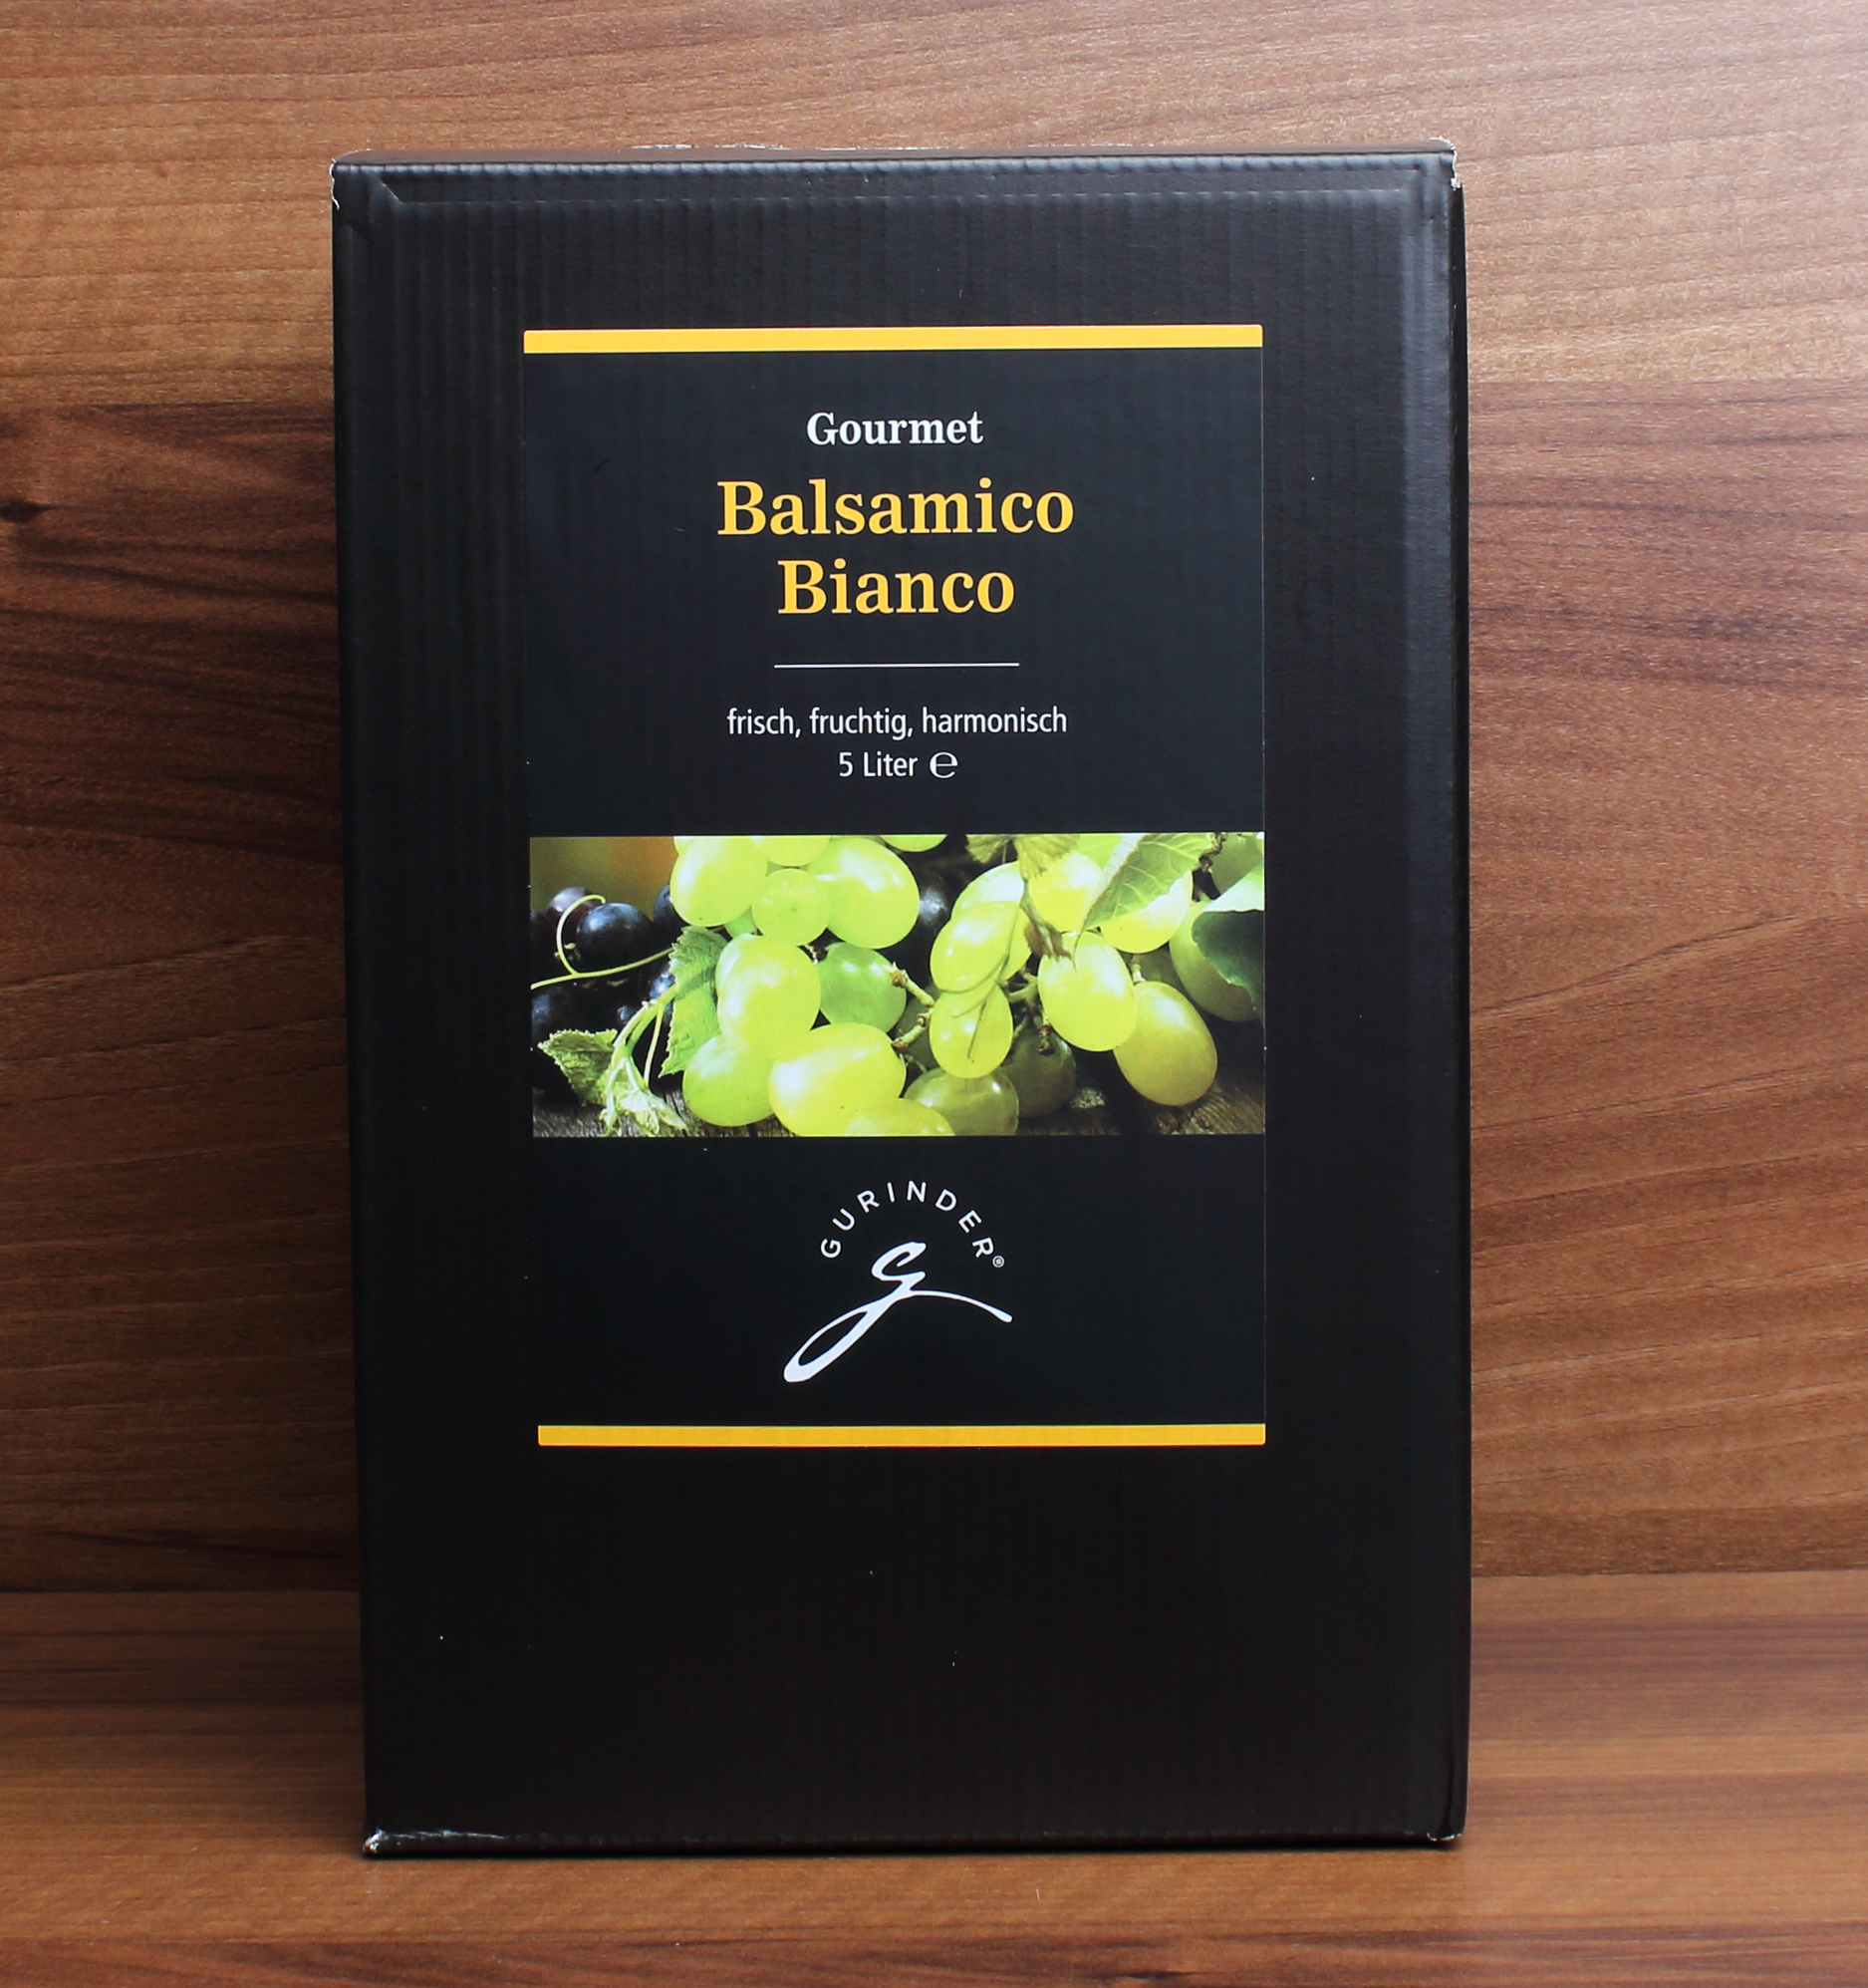 Gourmet
Balsamico
Bianco
frisch, fruchtig, harmonisch
5 Liter ℮
GURINDER®
g